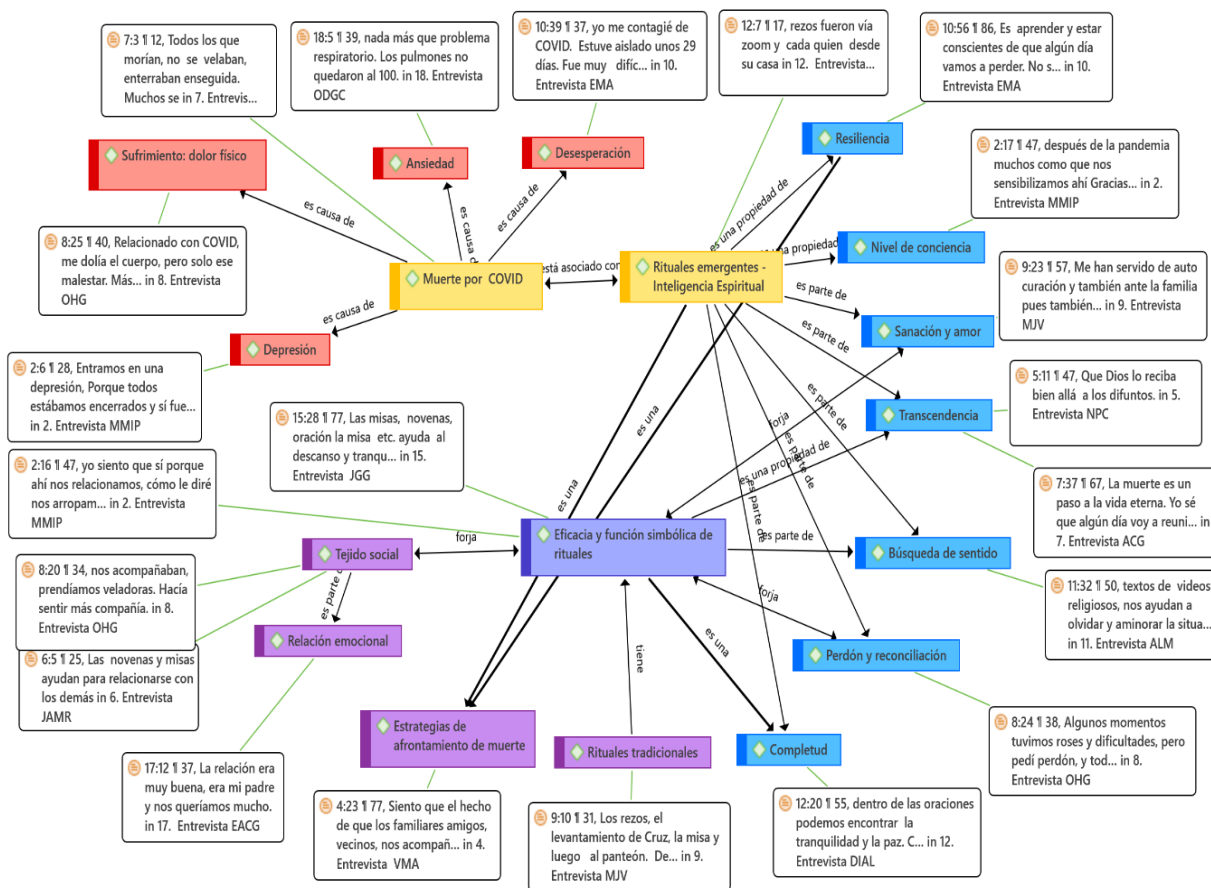 7:3 ¶ 12, Todos los que
morían, no se velaban,
enterraban enseguida.
Muchos se in 7. Entrevis...
18:5 ¶ 39, nada más que problema
respiratorio. Los pulmones no
quedaron al 100. in 18. Entrevista
ODGC
10:39 ¶ 37, yo me contagié de
COVID. Estuve aislado unos 29
días. Fue muy difíc... in 10.
Entrevista EMA
12:7 ¶ 17, rezos fueron vía
zoom y cada quien desde
su casa in 12. Entrevista...
10:56 ¶ 86, Es aprender y estar
conscientes de que algún día
vamos a perder. No s... in 10.
Entrevista EMA
Sufrimiento: dolor físico
Ansiedad
Desesperación
Resiliencia
2:17 ¶ 47, después de la pandemia
muchos como que nos
sensibilizamos ahí Gracias... in 2.
Entrevista MMIP
es causa de
es causa de
es causa de
es una propiedad de
8:25 ¶ 40, Relacionado con COVID,
me dolía el cuerpo, pero solo ese
malestar. Más... in 8. Entrevista
OHG
Muerte por COVID
está asociado con
Rituales emergentes -
Inteligencia Espiritual
una propiedad
Nivel de conciencia
9:23 ¶ 57, Me han servido de auto
curación y también ante la familia
pues también... in 9. Entrevista
MJV
es causa de
es parte de
Depresión
Sanación y amor
es parte de
2:6 ¶ 28, Entramos en una
depresión, Porque todos
estábamos encerrados y sí fue...
in 2. Entrevista MMIP
5:11 ¶ 47, Que Dios lo reciba
bien allá a los difuntos. in 5.
Entrevista NPC
15:28 ¶ 77, Las misas, novenas,
oración la misa etc. ayuda al
descanso y tranqu... in 15.
Entrevista JGG
es una
es parte de
forja
es parte de
Transcendencia
es una propiedad de
2:16 ¶ 47, yo siento que sí porque
ahí nos relacionamos, cómo le diré
nos arropam... in 2. Entrevista
MMIP
7:37 ¶ 67, La muerte es un
paso a la vida eterna. Yo sé
que algún día voy a reuni... in
7. Entrevista ACG
es una
es parte de
Tejido social
forja
Eficacia y función simbólica de
rituales
es parte de
Búsqueda de sentido
8:20 ¶ 34, nos acompañaban,
prendíamos veladoras. Hacía
sentir más compañía. in 8.
Entrevista OHG
es parte
forja
11:32 ¶ 50, textos de videos
religiosos, nos ayudan a
olvidar y aminorar la situa...
in 11. Entrevista ALM
Relación emocional
es una
tiene
Perdón y reconciliación
6:5 ¶ 25, Las novenas y misas
ayudan para relacionarse con
los demás in 6. Entrevista
JAMR
8:24 ¶ 38, Algunos momentos
tuvimos roses y dificultades, pero
pedí perdón, y tod... in 8.
Entrevista OHG
Estrategias de
afrontamiento de muerte
Rituales tradicionales
Completud
17:12 ¶ 37, La relación era
muy buena, era mi padre
y nos queríamos mucho.
in 17. Entrevista EACG
4:23 ¶ 77, Siento que el hecho
de que los familiares amigos,
vecinos, nos acompañ... in 4.
Entrevista VMA
9:10 ¶ 31, Los rezos, el
levantamiento de Cruz, la misa y
luego al panteón. De... in 9.
Entrevista MJV
12:20 ¶ 55, dentro de las oraciones
podemos encontrar la
tranquilidad y la paz. C... in 12.
Entrevista DIAL